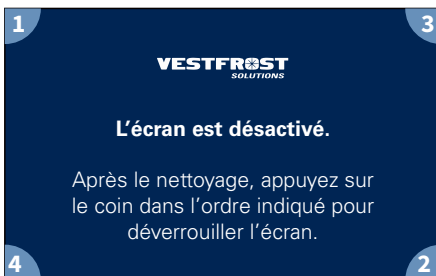 1
3
VESTFROST
SOLUTIONS
L'écran est désactivé.
Après le nettoyage, appuyez sur
le coin dans l'ordre indiqué pour
déverrouiller l'écran.
4
2